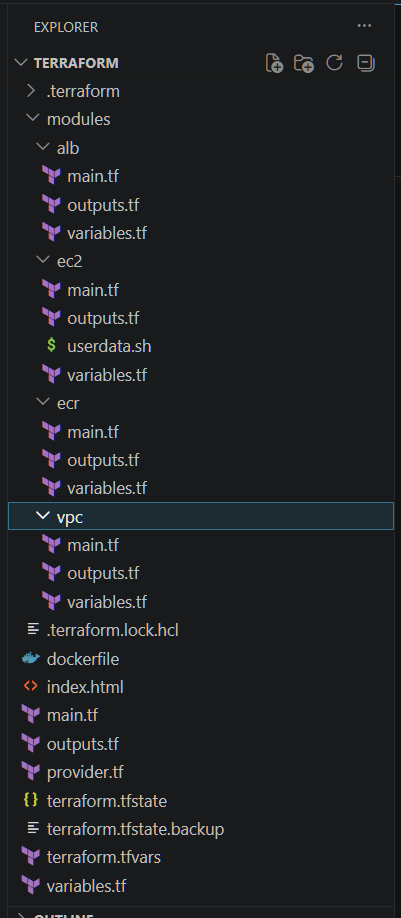 EXPLORER
TERRAFORM
.terraform
modules
alb
main.tf
outputs.tf
variables.tf
ec2
main.tf
outputs.tf
$ userdata.sh
variables.tf
ecr
main.tf
outputs.tf
variables.tf
vpc
main.tf
outputs.tf
variables.tf
.terraform.lock.hcl
dockerfile
index.html
main.tf
outputs.tf
provider.tf
terraform.tfstate
terraform.tfstate.backup
terraform.tfvars
variables.tf
OUTLINE